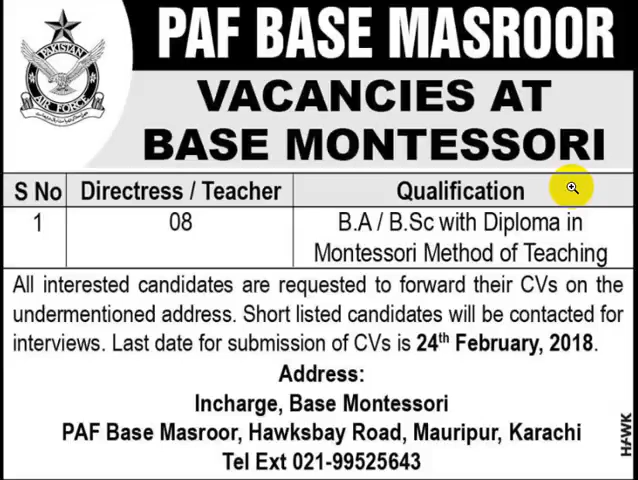 PAF BASE MASROOR
PAKISTAN
AIR FORCE
VACANCIES AT
BASE MONTESSORI
S No Directress / Teacher Qualification
1 08 B.A / B.Sc with Diploma in
Montessori Method of Teaching
All interested candidates are requested to forward their CVs on the
undermentioned address. Short listed candidates will be contacted for
interviews. Last date for submission of CVs is 24th February, 2018.
Address:
Incharge, Base Montessori
PAF Base Masroor, Hawksbay Road, Mauripur, Karachi
Tel Ext 021-99525643
HAWK